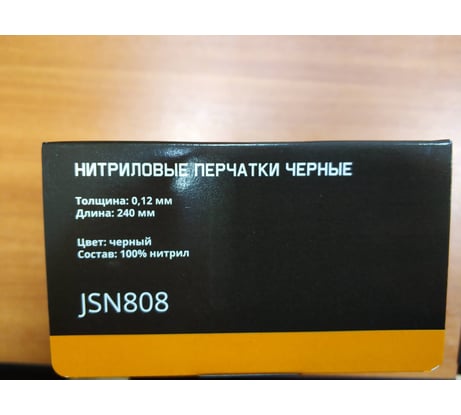 НИТРИЛОВЫЕ ПЕРЧАТКИ ЧЕРНЫЕ
Толщина: 0,12 мм
Длина: 240 мм
Цвет: черный
Состав: 100% нитрил
JSN808